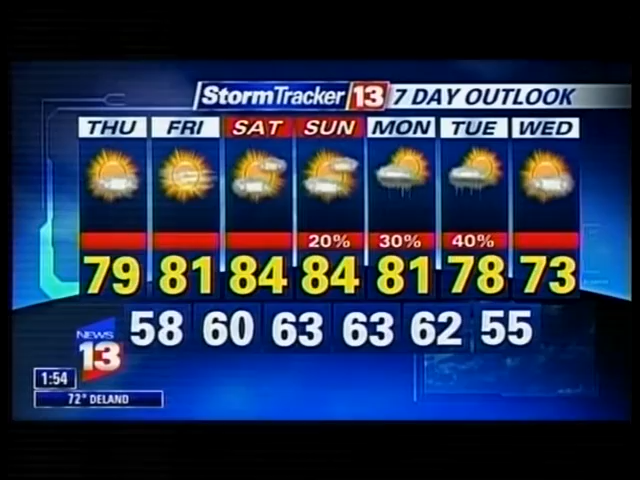 StormTracker 13 7 DAY OUTLOOK
THU FRI SAT SUN MON TUE WED
20% 30% 40%
79 81 84 84 81 78 73
58 60 63 63 62 55
NEWS
13
1:54
72° DELAND